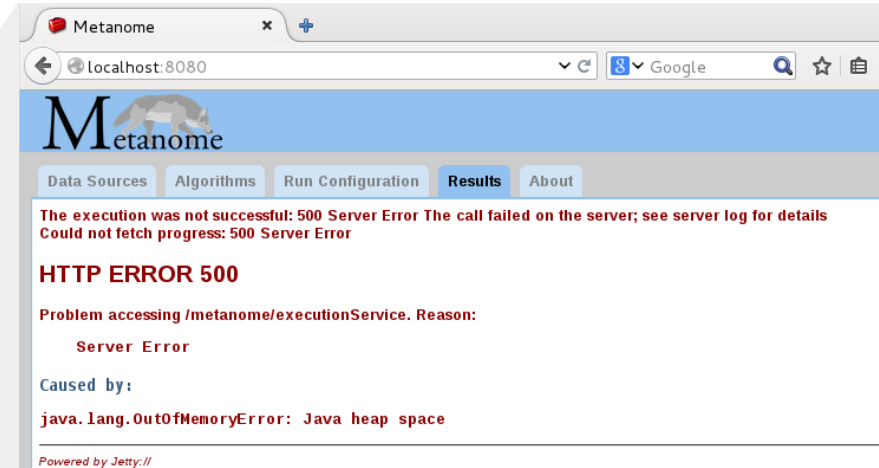 Metanome
localhost:8080
Google
Metanome
Data Sources Algorithms Run Configuration Results About
The execution was not successful: 500 Server Error The call failed on the server; see server log for details
Could not fetch progress: 500 Server Error
HTTP ERROR 500
Problem accessing /metanome/executionService. Reason:
Server Error
Caused by:
java.lang.OutOfMemoryError: Java heap space
Powered by Jetty://